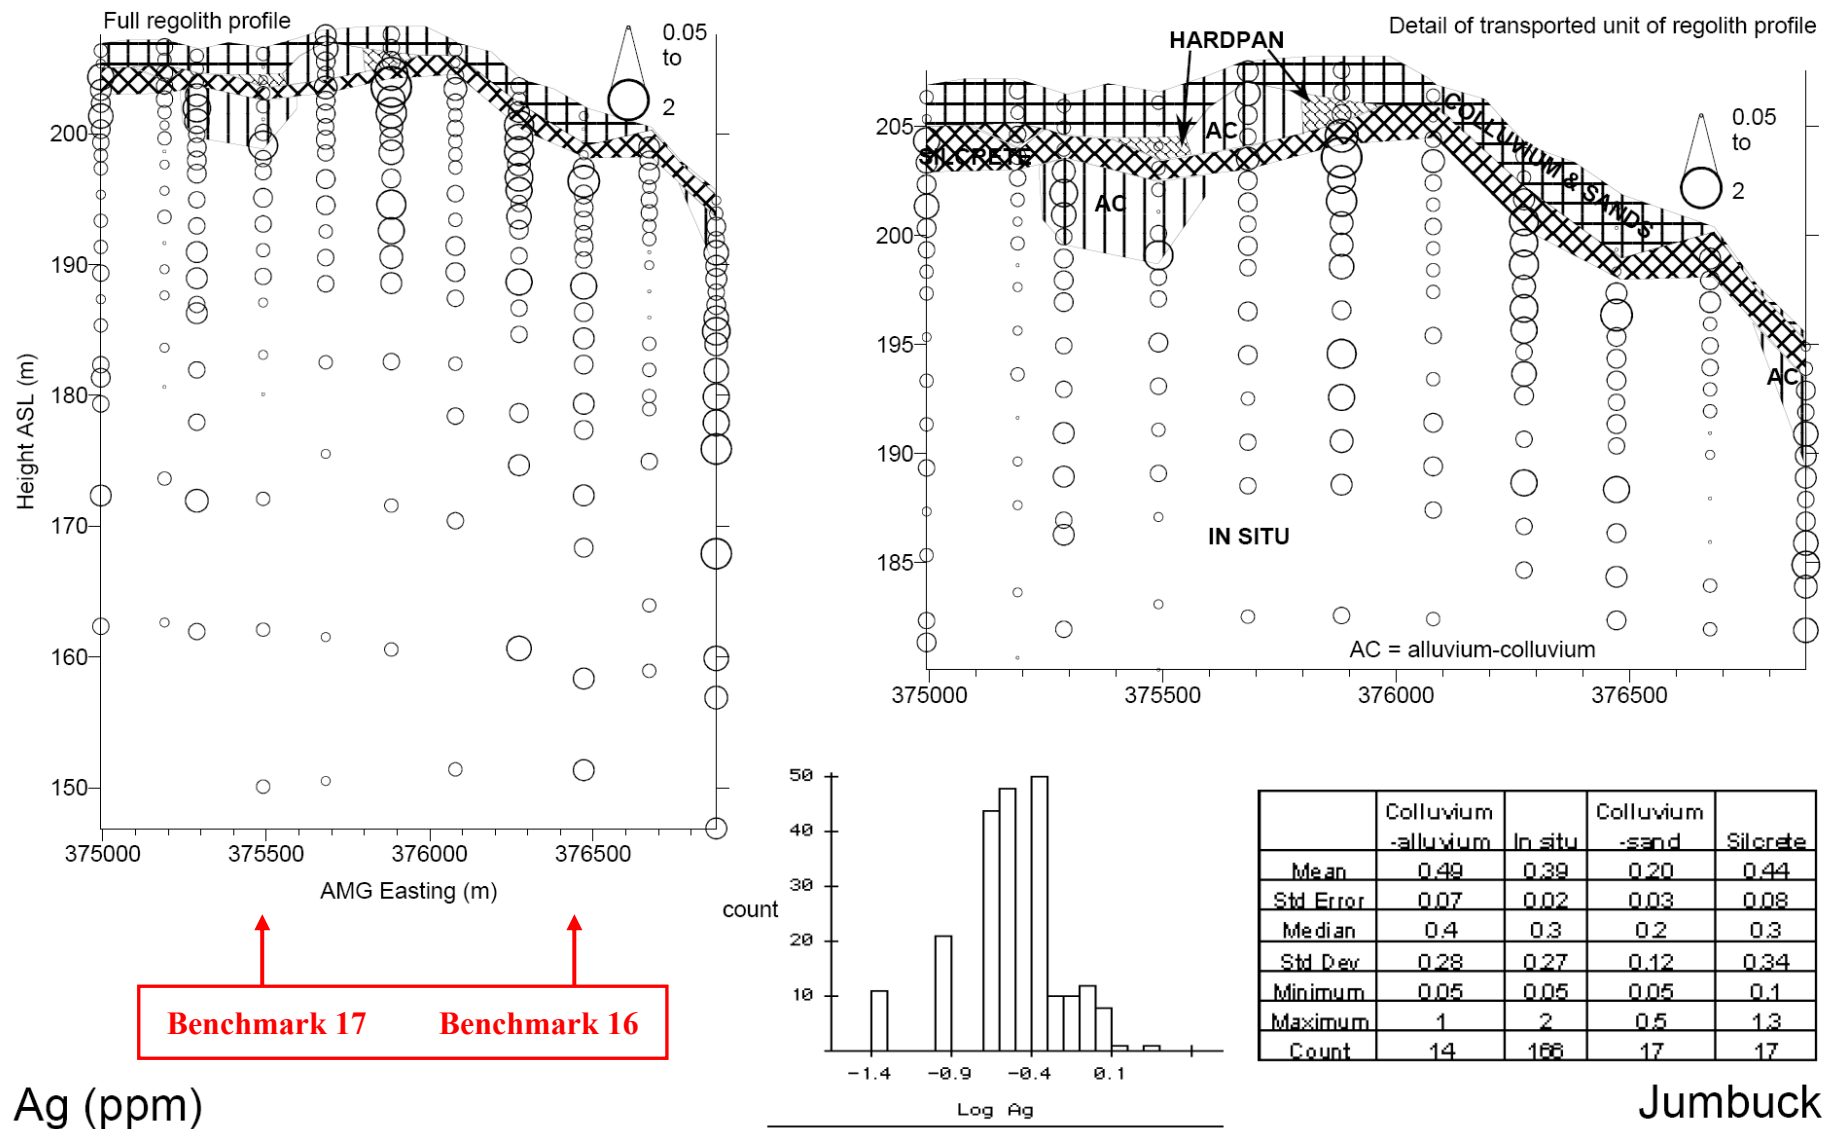 Full regolith profile
0.05
to
2
200
190
180
170
160
150
Height ASL (m)
375000 375500 376000 376500
AMG Easting (m)
Benchmark 17 Benchmark 16
Ag (ppm)
Detail of transported unit of regolith profile
HARDPAN
0.05
to
2
205
200
195
190
185
SILCRETE
AC
AC
COLLUVIUM & SANDS
AC
IN SITU
AC = alluvium-colluvium
375000 375500 376000 376500
50
40
30
20
10
count
-1.4 -0.9 -0.4 0.1
Log Ag
Colluvium Colluvium
-alluvium In situ -sand Silcrete
Mean 0.49 0.39 0.20 0.44
Std Error 0.07 0.02 0.03 0.08
Median 0.4 0.3 0.2 0.3
Std Dev 0.28 0.27 0.12 0.34
Minimum 0.05 0.05 0.05 0.1
Maximum 1 2 0.5 1.3
Count 14 166 17 17
Jumbuck